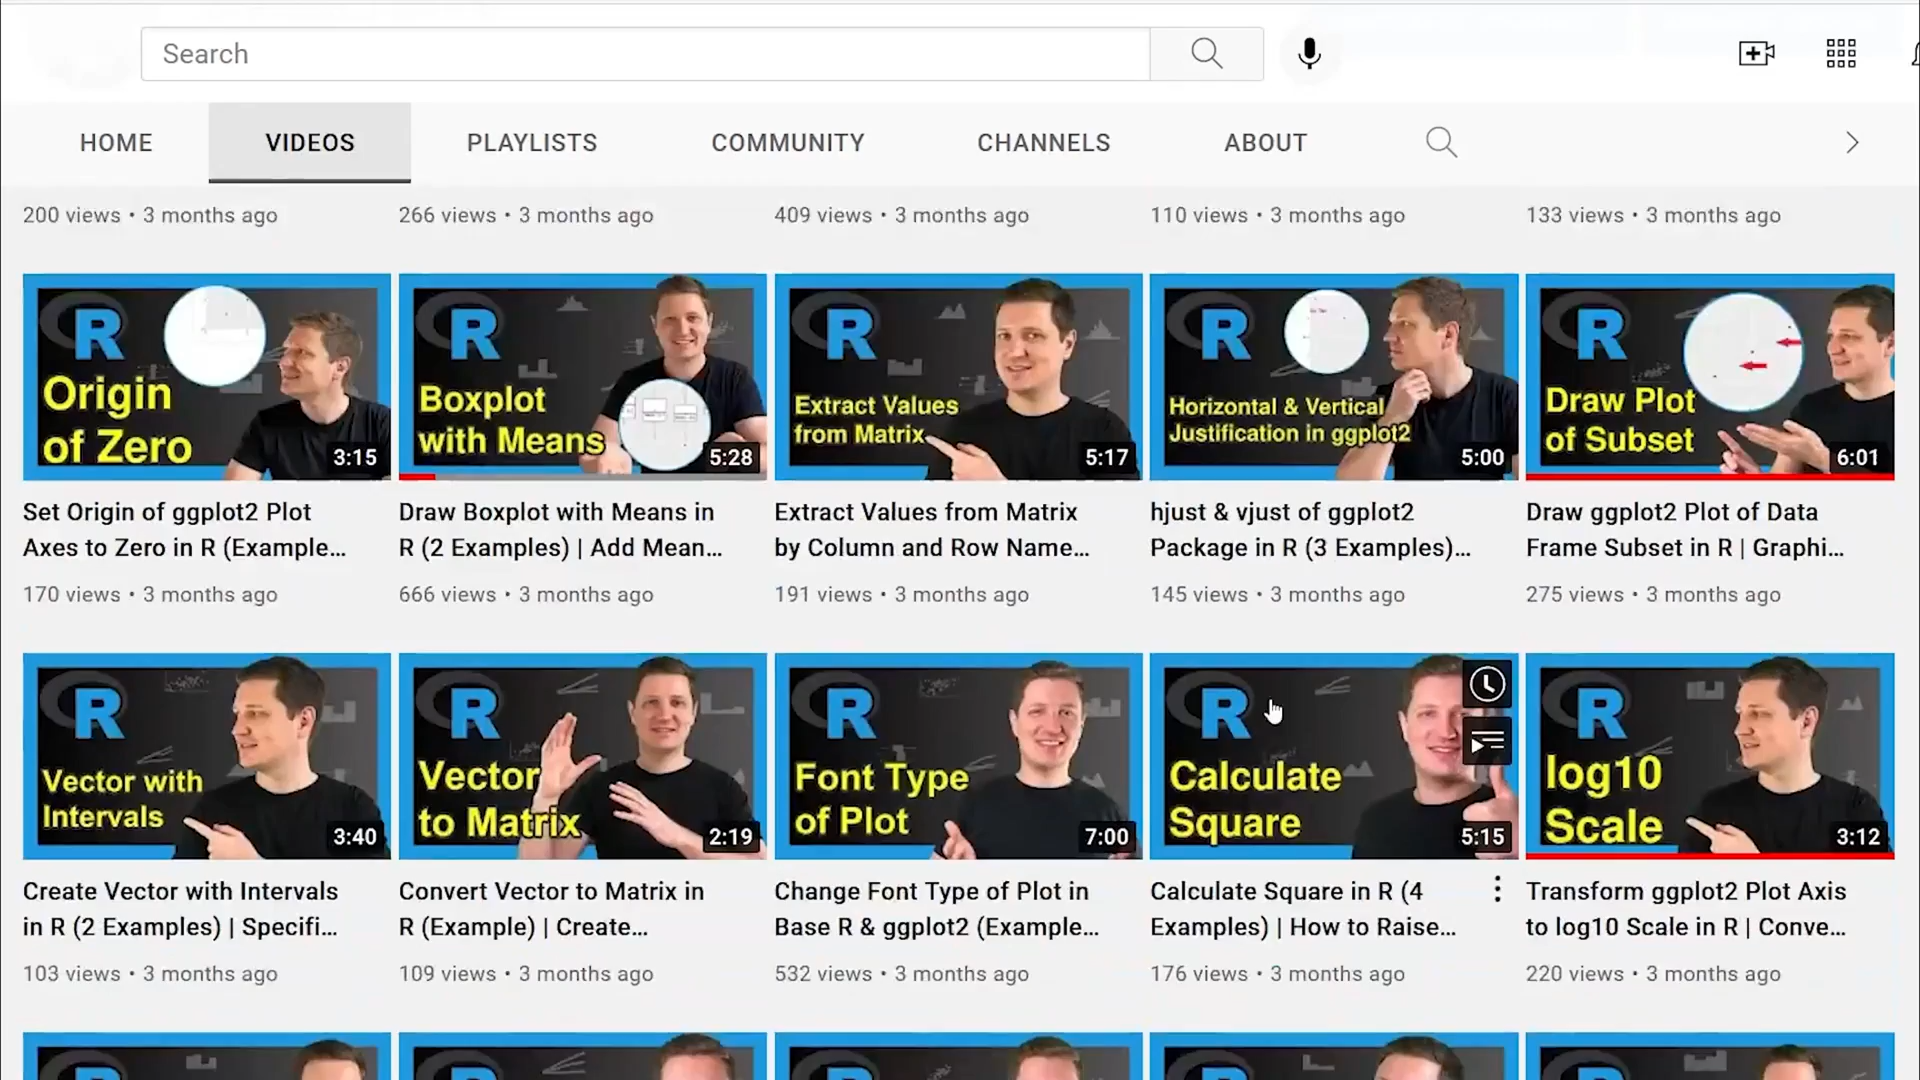 Search
HOME
VIDEOS
PLAYLISTS
COMMUNITY
CHANNELS
ABOUT
200 views • 3 months ago
266 views • 3 months ago
409 views • 3 months ago
110 views • 3 months ago
133 views • 3 months ago
R
Origin
of Zero
3:15
R
Boxplot
with Means
5:28
R
Extract Values
from Matrix
5:17
R
Horizontal & Vertical
Justification in ggplot2
5:00
R
Draw Plot
of Subset
6:01
Set Origin of ggplot2 Plot
Axes to Zero in R (Example...
170 views • 3 months ago
Draw Boxplot with Means in
R (2 Examples) | Add Mean...
666 views • 3 months ago
Extract Values from Matrix
by Column and Row Name...
191 views • 3 months ago
hjust & vjust of ggplot2
Package in R (3 Examples)...
145 views • 3 months ago
Draw ggplot2 Plot of Data
Frame Subset in R | Graphi...
275 views • 3 months ago
R
Vector with
Intervals
3:40
R
Vector
to Matrix
2:19
R
Font Type
of Plot
7:00
R
Calculate
Square
5:15
R
log10
Scale
3:12
Create Vector with Intervals
in R (2 Examples) | Specifi...
103 views • 3 months ago
Convert Vector to Matrix in
R (Example) | Create...
109 views • 3 months ago
Change Font Type of Plot in
Base R & ggplot2 (Example...
532 views • 3 months ago
Calculate Square in R (4
Examples) | How to Raise...
176 views • 3 months ago
Transform ggplot2 Plot Axis
to log10 Scale in R | Conve...
220 views • 3 months ago
R
R
R
R
R